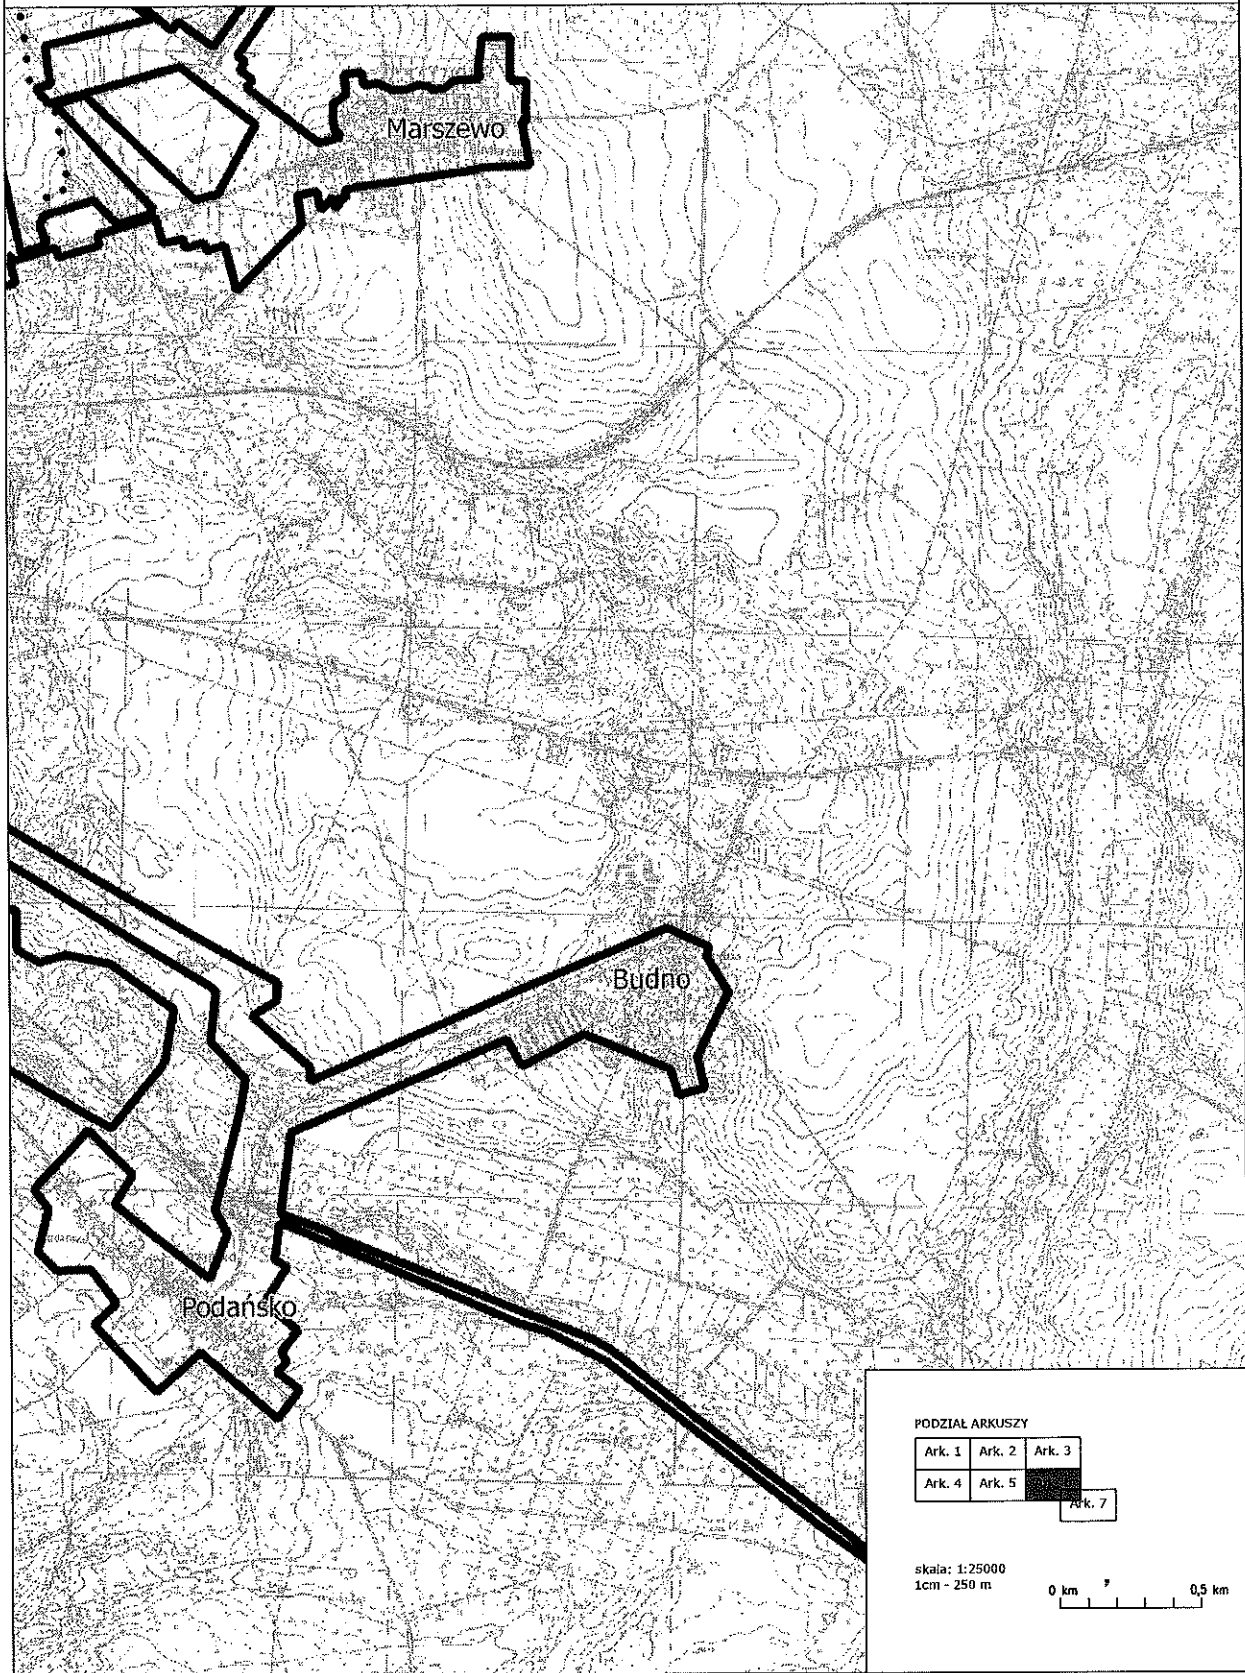 Marszewo
Budno
Podańsko
PODZIAŁ ARKUSZY
Ark. 1 Ark. 2 Ark. 3
Ark. 4 Ark. 5
Ark. 7
skala: 1:25000
1cm - 250 m
0 km 0,5 km